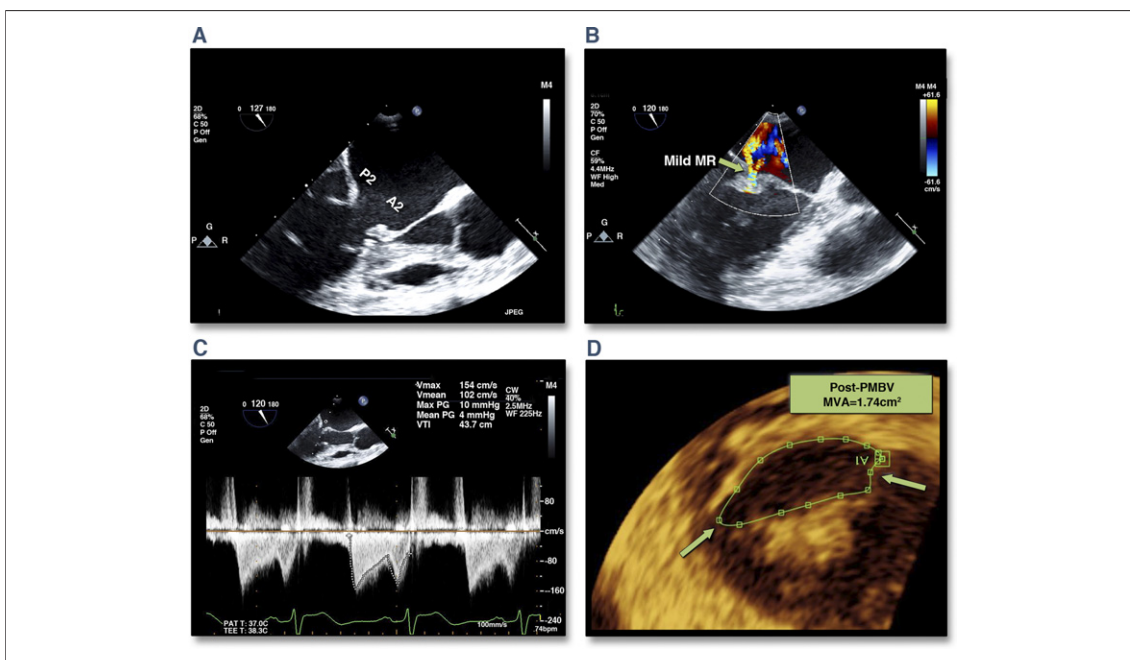 A
2D
68%
C 50
P Off
Gen
0 127 180
M4
P2
A2
G
P R
JPEG
B
2D
70%
C 50
P Off
Gen
CF
59%
4.4MHz
WF High
Med
0 120 180
M4 M4
+61.6
-61.6
cm/s
Mild MR
G
P R
C
2D
68%
C 50
P Off
Gen
0 120 180
Vmax 154 cm/s
Vmean 102 cm/s
Max PG 10 mmHg
Mean PG 4 mmHg
VTI 43.7 cm
CW
40%
2.5MHz
WF 225Hz
M4
80
cm/s
-80
-160
-240
PAT T: 37.0C
TEE T: 38.3C
100mm/s
74bpm
D
Post-PMBV
MVA=1.74cm²
A1